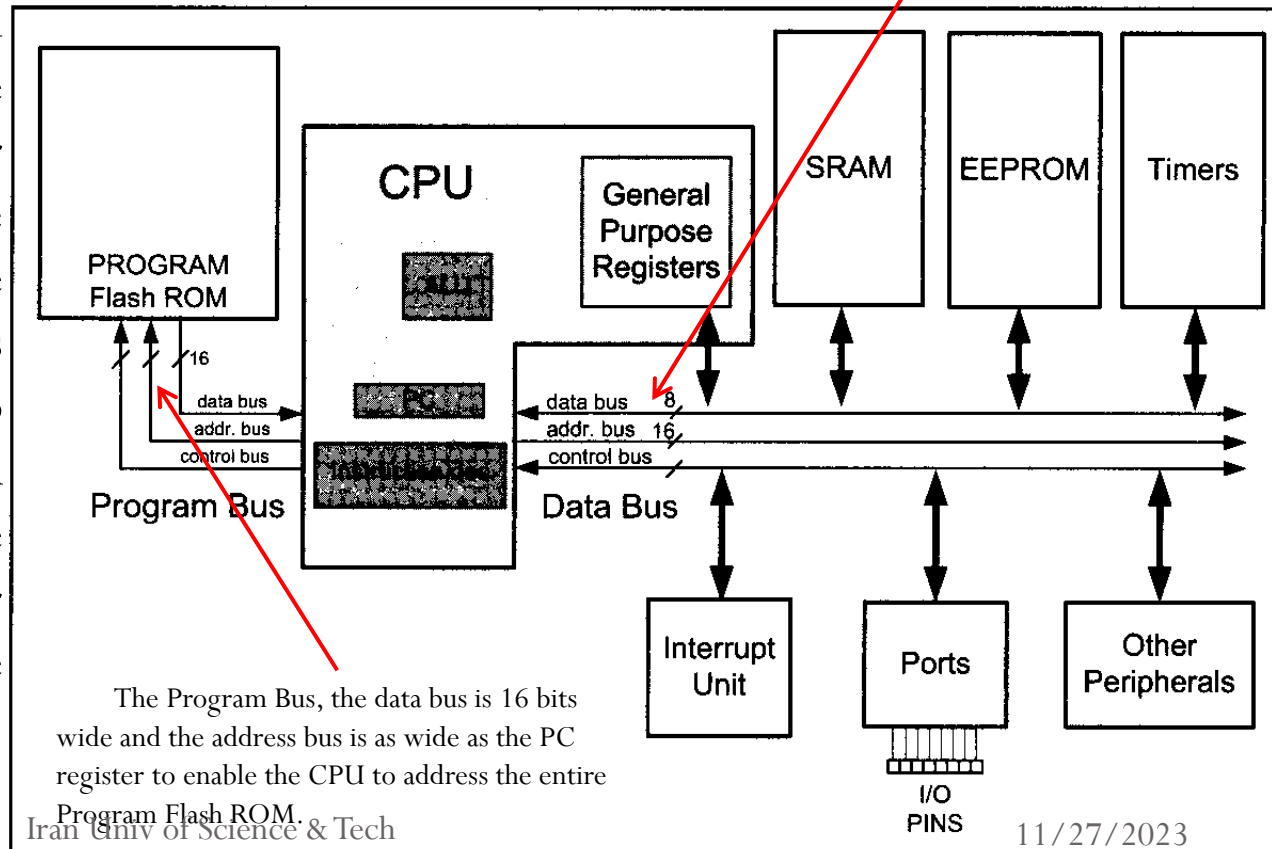 CPU
General
Purpose
Registers
SRAM
EEPROM
Timers
PROGRAM
Flash ROM
16
PC
data bus
addr. bus
control bus
data bus 8
addr. bus 16
control bus
Program Bus
Data Bus
Interrupt
Unit
Ports
Other
Peripherals
I/O
PINS
The Program Bus, the data bus is 16 bits
wide and the address bus is as wide as the PC
register to enable the CPU to address the entire
Program Flash ROM.
Iran Univ of Science & Tech
11/27/2023